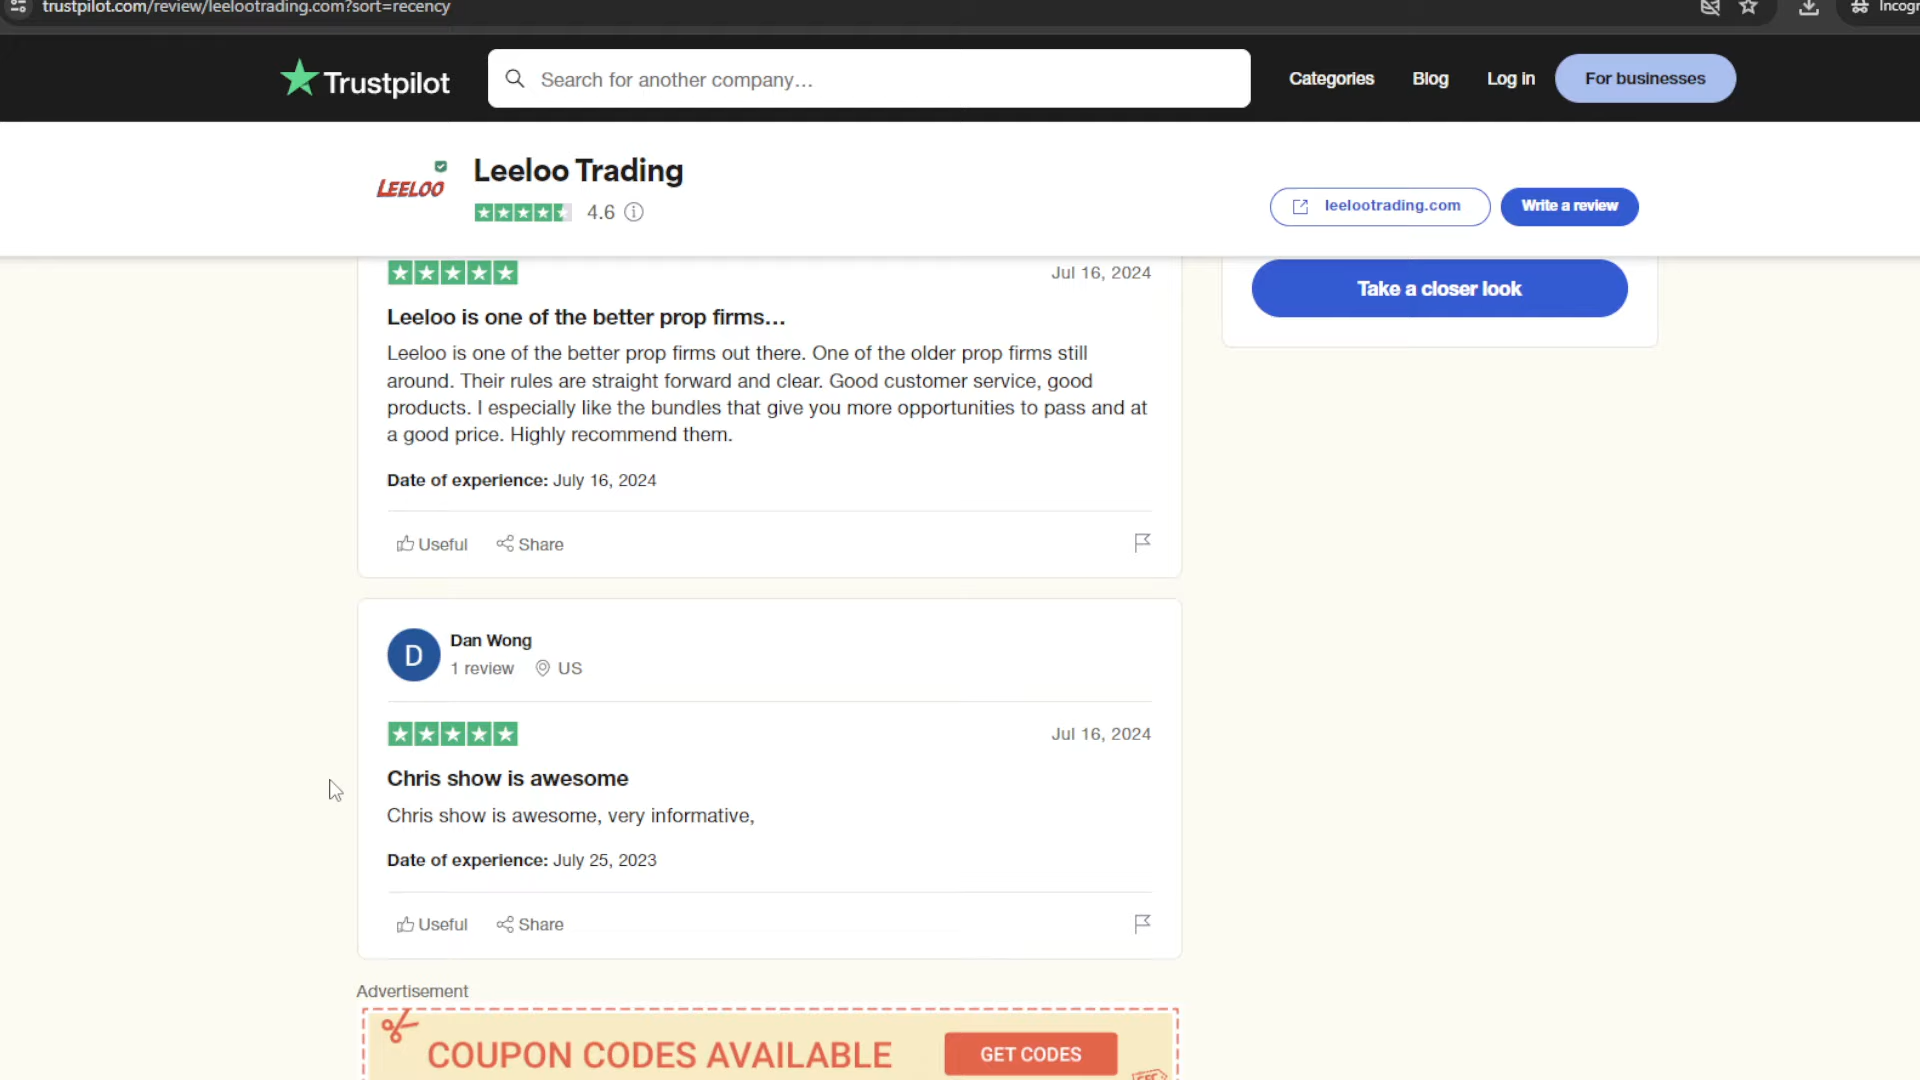 trustpilot.com/review/leelootrading.com?sort=recency
Incogn
Trustpilot
Search for another company...
Categories
Blog
Log in
For businesses
LEELOO
Leeloo Trading
4.6
leelootrading.com
Write a review
Jul 16, 2024
Take a closer look
Leeloo is one of the better prop firms...
Leeloo is one of the better prop firms out there. One of the older prop firms still
around. Their rules are straight forward and clear. Good customer service, good
products. I especially like the bundles that give you more opportunities to pass and at
a good price. Highly recommend them.
Date of experience: July 16, 2024
Useful
Share
D
Dan Wong
1 review
US
Jul 16, 2024
Chris show is awesome
Chris show is awesome, very informative,
Date of experience: July 25, 2023
Useful
Share
Advertisement
COUPON CODES AVAILABLE
GET CODES